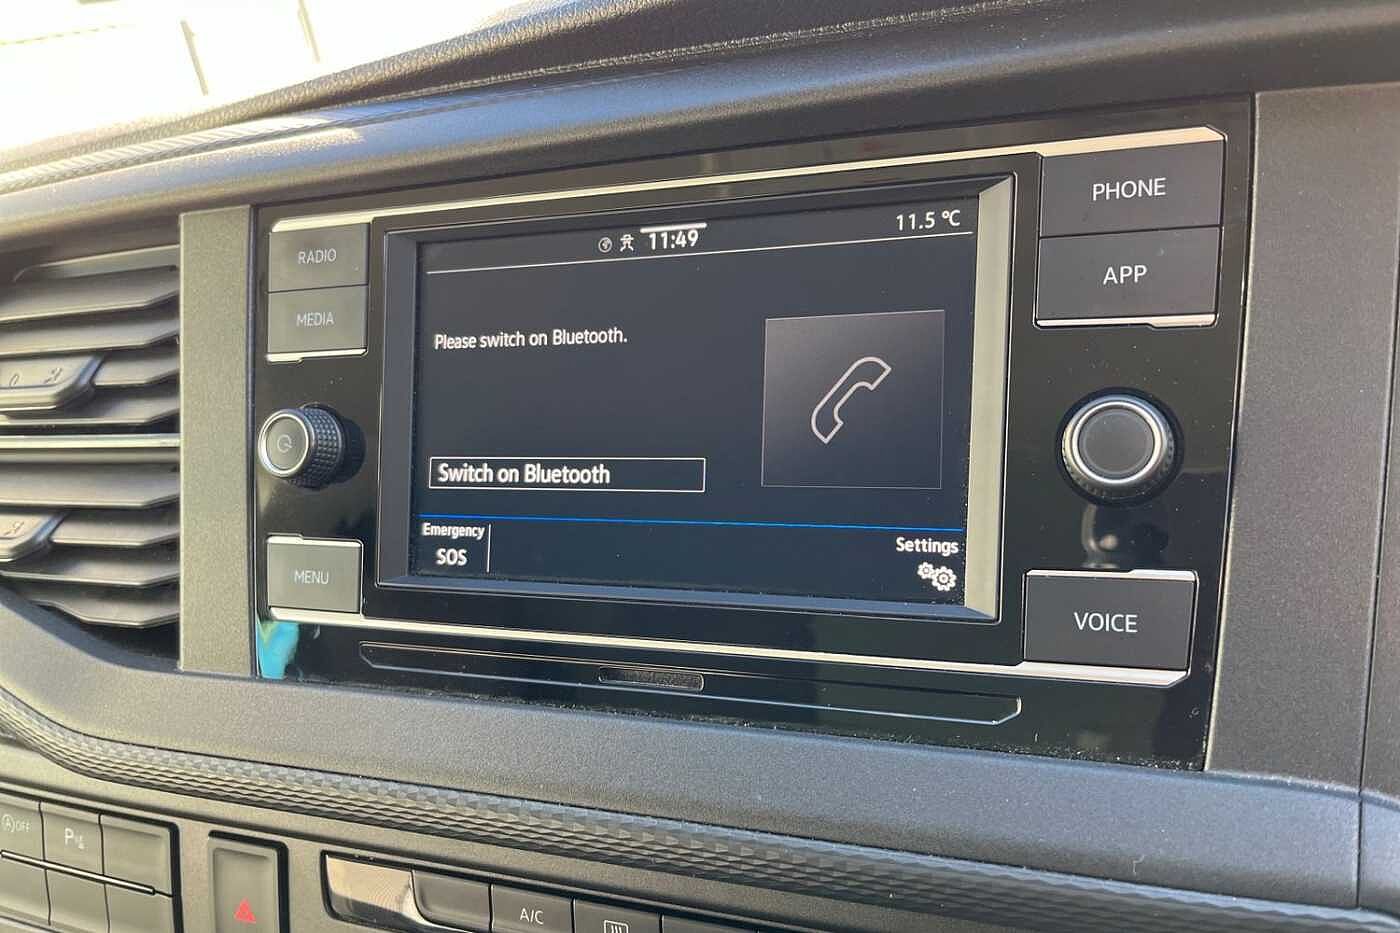 RADIO
MEDIA
11:49
11.5 °C
PHONE
APP
Please switch on Bluetooth.
Switch on Bluetooth
Emergency
SOS
Settings
MENU
VOICE
A OFF
P
A/C